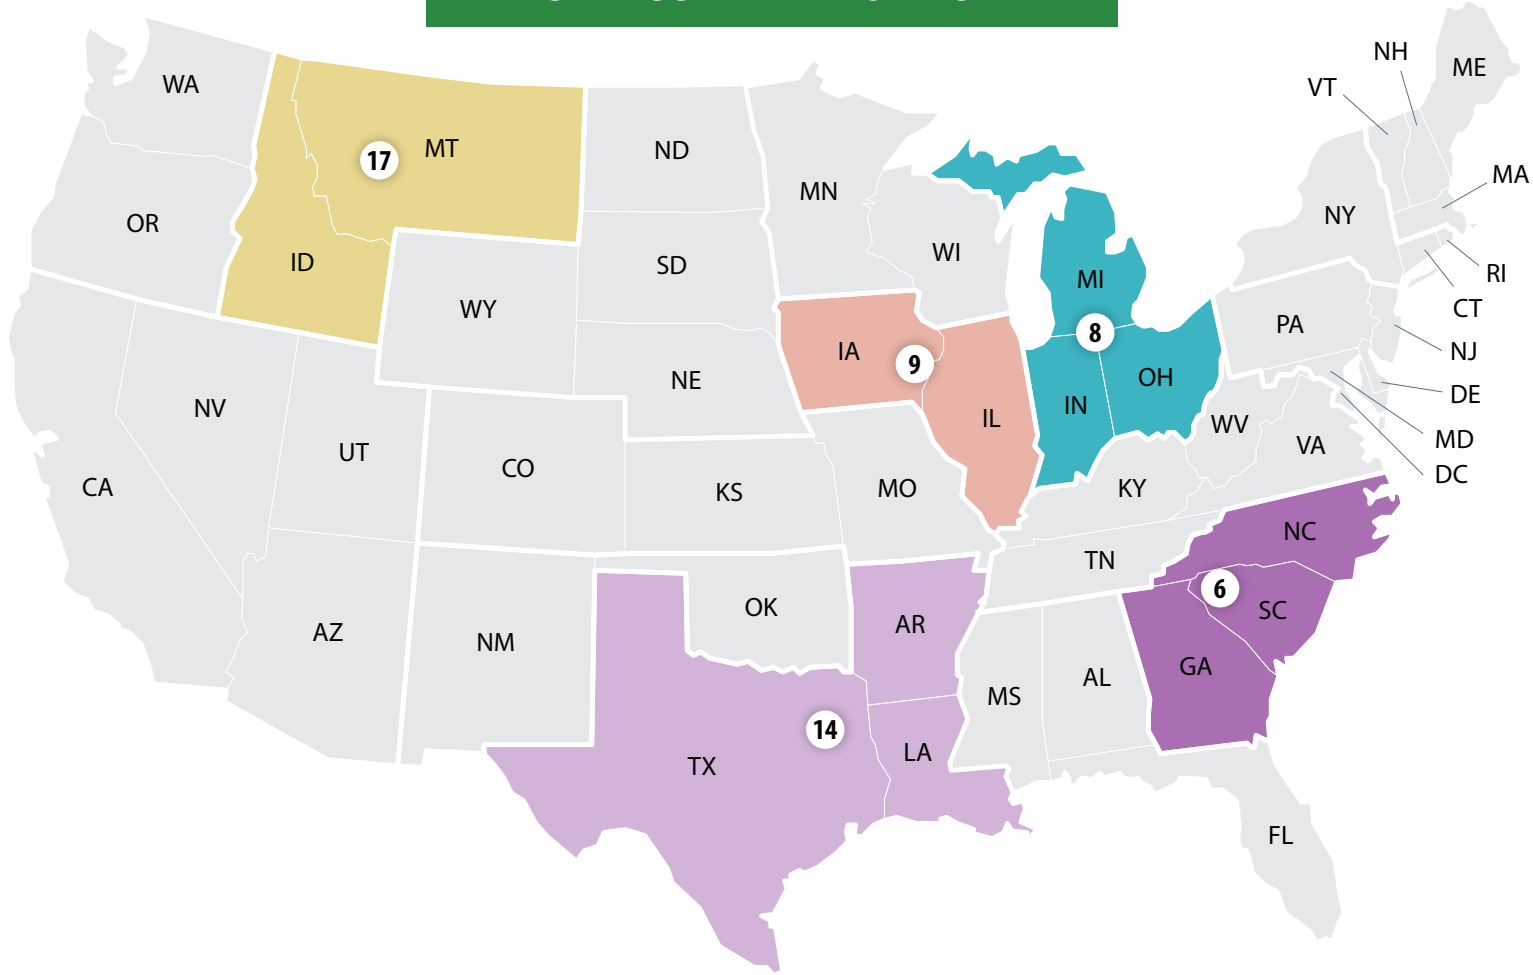 NH
ME
VT
WA
MT
17
ND
MN
MA
OR
NY
WI
ID
SD
MI
RI
WY
CT
PA
8
NJ
IA
9
NE
OH
DE
IN
NV
IL
WV
MD
UT
VA
CO
DC
CA
KS
MO
KY
NC
TN
6
OK
SC
AR
AZ
NM
GA
AL
MS
14
LA
TX
FL